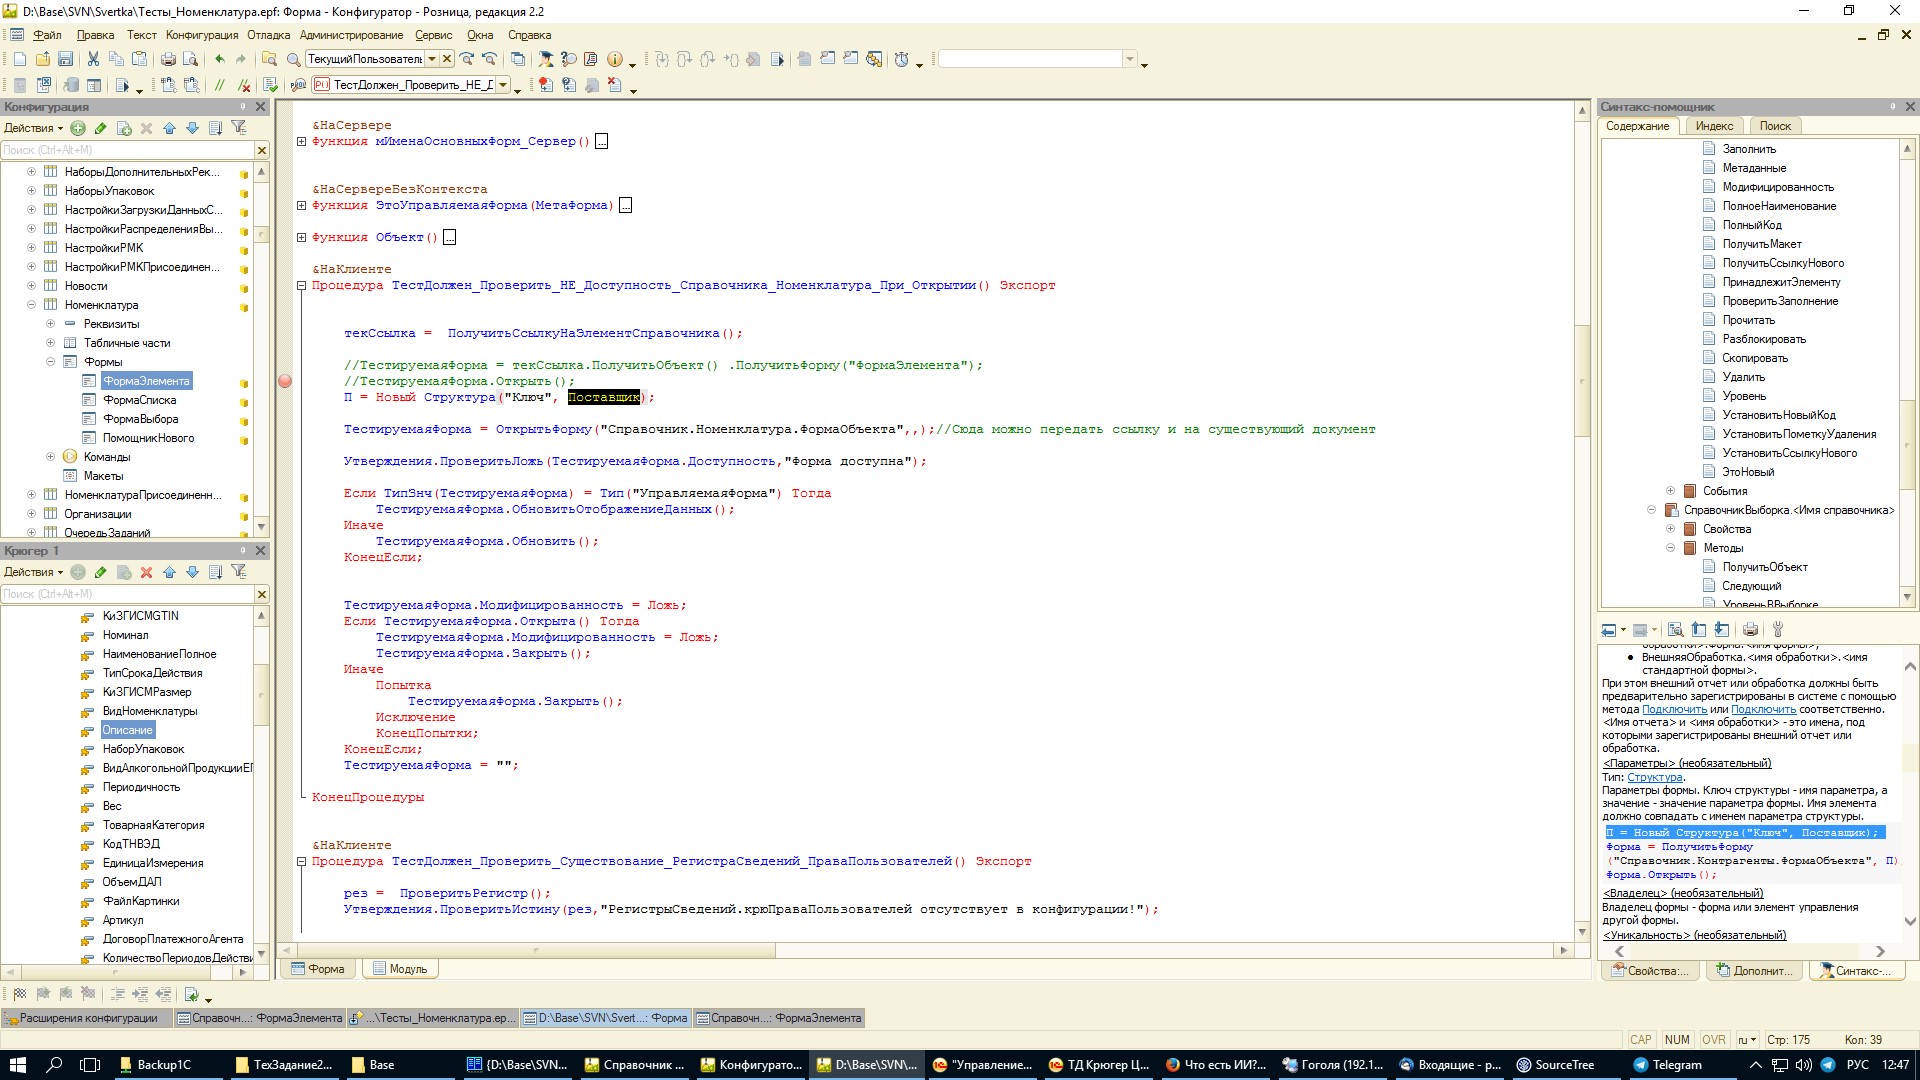 D:\Base\SVN\Svertka\Тесты_Номенклатура.epf: Форма - Конфигуратор - Розница, редакция 2.2
Файл Правка Текст Конфигурация Отладка Администрирование Сервис Окна Справка
ТекущийПользователь
ТестДолжен_Проверить_НЕ_Д
Конфигурация
Действия
Поиск (Ctrl+Alt+M)
НаборыДополнительныхРек...
НаборыУпаковок
НастройкиЗагрузкиДанныхС...
НастройкиРаспределенияВы...
НастройкиРМК
НастройкиРМКПрисоединен...
Новости
Номенклатура
Реквизиты
Табличные части
Формы
ФормаЭлемента
ФормаСписка
ФормаВыбора
ПомощникНового
Команды
Макеты
НоменклатураПрисоединенн...
Организации
ОчередьЗаданий
Крюгер 1
Действия
Поиск (Ctrl+Alt+M)
КиЗГИСМGTIN
Номинал
НаименованиеПолное
ТипСрокаДействия
КиЗГИСМРазмер
ВидНоменклатуры
Описание
НаборУпаковок
ВидАлкогольнойПродукцииЕГ
Периодичность
Вес
ТоварнаяКатегория
КодТНВЭД
ЕдиницаИзмерения
ОбъемДАЛ
ФайлКартинки
Артикул
ДоговорПлатежногоАгента
КоличествоПериодовДействи
&НаСервере
Функция мИменаОсновныхФорм_Сервер() ...
&НаСервереБезКонтекста
Функция ЭтоУправляемаяФорма(МетаФорма) ...
Функция Объект() ...
&НаКлиенте
Процедура ТестДолжен_Проверить_НЕ_Доступность_Справочника_Номенклатура_При_Открытии() Экспорт
текСсылка =  ПолучитьСсылкуНаЭлементСправочника();
//ТестируемаяФорма = текСсылка.ПолучитьОбъект() .ПолучитьФорму("ФормаЭлемента");
//ТестируемаяФорма.Открыть();
П = Новый Структура("Ключ", Поставщик);
ТестируемаяФорма = ОткрытьФорму("Справочник.Номенклатура.ФормаОбъекта",,);//Сюда можно передать ссылку и на существующий документ
Утверждения.ПроверитьЛожь(ТестируемаяФорма.Доступность,"Форма доступна");
Если ТипЗнч(ТестируемаяФорма) = Тип("УправляемаяФорма") Тогда
ТестируемаяФорма.ОбновитьОтображениеДанных();
Иначе
ТестируемаяФорма.Обновить();
КонецЕсли;
ТестируемаяФорма.Модифицированность = Ложь;
Если ТестируемаяФорма.Открыта() Тогда
ТестируемаяФорма.Модифицированность = Ложь;
ТестируемаяФорма.Закрыть();
Иначе
Попытка
ТестируемаяФорма.Закрыть();
Исключение
КонецПопытки;
КонецЕсли;
ТестируемаяФорма = "";
КонецПроцедуры
&НаКлиенте
Процедура ТестДолжен_Проверить_Существование_РегистраСведений_ПраваПользователей() Экспорт
рез =  ПроверитьРегистр();
Утверждения.ПроверитьИстину(рез,"РегистрыСведений.крюПраваПользователей отсутствует в конфигурации!");
Форма Модуль
Синтакс-помощник
Содержание Индекс Поиск
Заполнить
Метаданные
Модифицированность
ПолноеНаименование
ПолныйКод
ПолучитьМакет
ПолучитьСсылкуНового
ПринадлежитЭлементу
ПроверитьЗаполнение
Прочитать
Разблокировать
Скопировать
Удалить
Уровень
УстановитьНовыйКод
УстановитьПометкуУдаления
УстановитьСсылкуНового
ЭтоНовый
События
СправочникВыборка.<Имя справочника>
Свойства
Методы
ПолучитьОбъект
Следующий
УровеньВВыборке
обработки>.Форма.<имя формы>;
ВнешняяОбработка.<имя обработки>.<имя
стандартной формы>.
При этом внешний отчет или обработка должны быть
предварительно зарегистрированы в системе с помощью
метода Подключить или Подключить соответственно.
<Имя отчета> и <имя обработки> - это имена, под
которыми зарегистрированы внешний отчет или
обработка.
<Параметры> (необязательный)
Тип: Структура.
Параметры формы. Ключ структуры - имя параметра, а
значение - значение параметра формы. Имя элемента
должно совпадать с именем параметра структуры.
П = Новый Структура("Ключ", Поставщик);
Форма = ПолучитьФорму
("Справочник.Контрагенты.ФормаОбъекта", П)
Форма.Открыть();
<Владелец> (необязательный)
Владелец формы - форма или элемент управления
другой формы.
<Уникальность> (необязательный)
Свойства:... Дополнит... Синтакс-...
Расширения конфигурации Справочн...: ФормаЭлемента ...\Тесты_Номенклатура.ep... D:\Base\SVN\Svert...: Форма Справочн...: ФормаЭлемента
CAP NUM OVR ru Стр: 175 Кол: 39
Backup1C ТехЗадание2... Base {D:\Base\SVN... Справочник ... Конфигурато... D:\Base\SVN\... "Управление... ТД Крюгер Ц... Что есть ИИ?... Гоголя (192.1... Входящие - р... SourceTree Telegram РУС 12:47